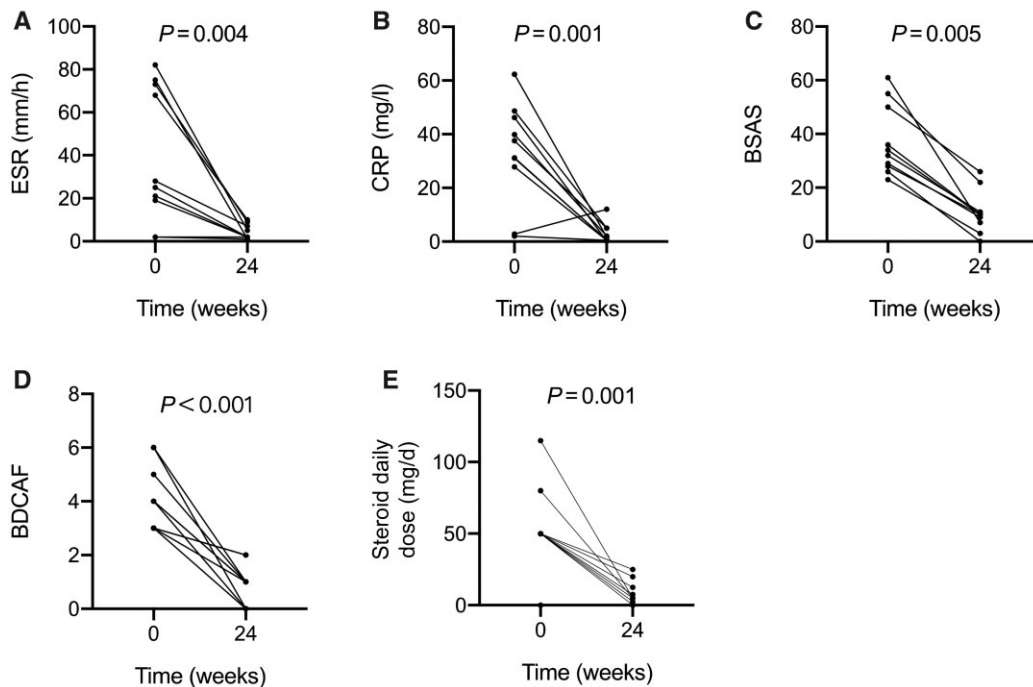 A
P = 0.004
ESR (mm/h)
100
80
60
40
20
0
0 24
Time (weeks)
B
P = 0.001
CRP (mg/l)
80
60
40
20
0
0 24
Time (weeks)
C
P = 0.005
BSAS
80
60
40
20
0
0 24
Time (weeks)
D
P < 0.001
BDCAF
8
6
4
2
0
0 24
Time (weeks)
E
P = 0.001
Steroid daily
dose (mg/d)
150
100
50
0
0 24
Time (weeks)